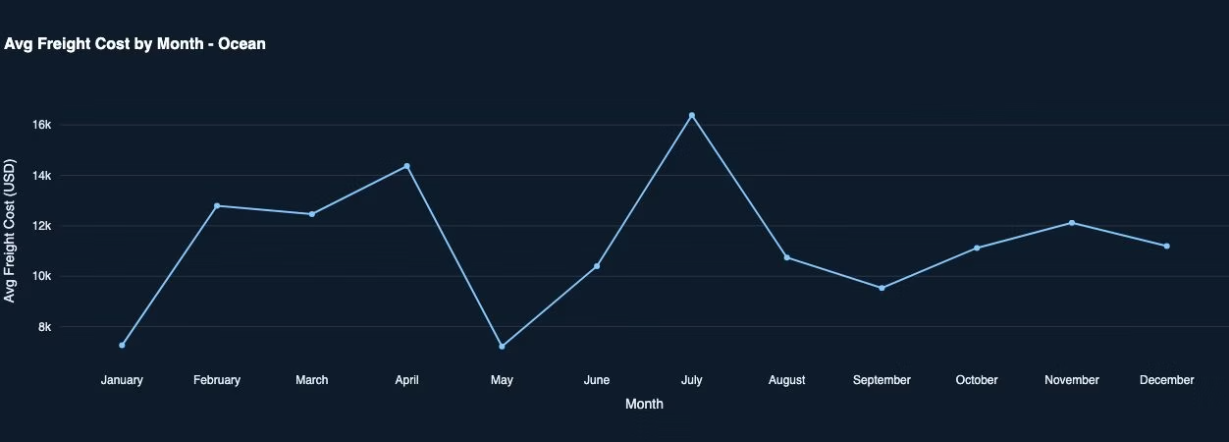 Avg Freight Cost by Month - Ocean
16k
14k
12k
10k
8k
Avg Freight Cost (USD)
January February March April May June July August September October November December
Month